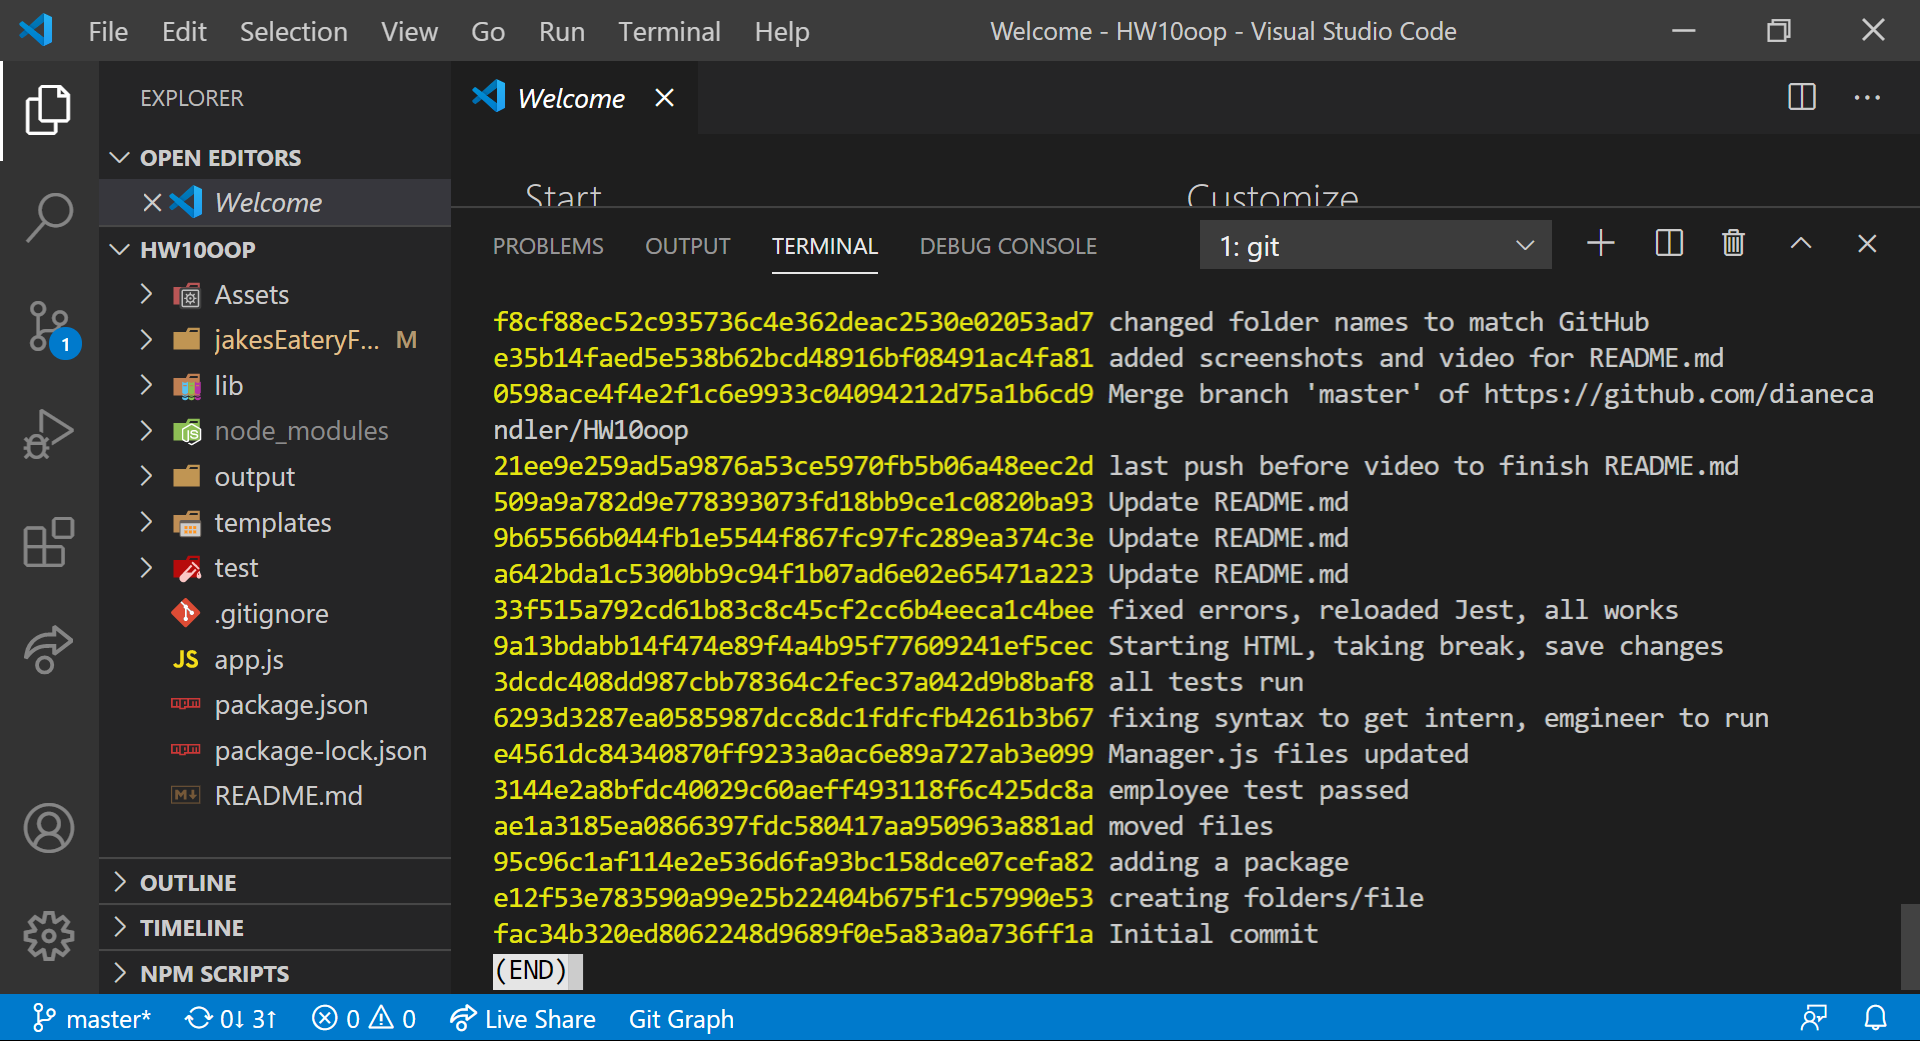 File Edit Selection View Go Run Terminal Help Welcome - HW10oop - Visual Studio Code
EXPLORER
OPEN EDITORS
Welcome
HW10OOP
Assets
jakesEateryF... M
lib
node_modules
output
templates
test
.gitignore
JS app.js
package.json
package-lock.json
README.md
OUTLINE
TIMELINE
NPM SCRIPTS
1
Welcome
Start Customize
PROBLEMS OUTPUT TERMINAL DEBUG CONSOLE 1: git
f8cf88ec52c935736c4e362deac2530e02053ad7 changed folder names to match GitHub
e35b14faed5e538b62bcd48916bf08491ac4fa81 added screenshots and video for README.md
0598ace4f4e2f1c6e9933c04094212d75a1b6cd9 Merge branch 'master' of https://github.com/dianeca
ndler/HW10oop
21ee9e259ad5a9876a53ce5970fb5b06a48eec2d last push before video to finish README.md
509a9a782d9e778393073fd18bb9ce1c0820ba93 Update README.md
9b65566b044fb1e5544f867fc97fc289ea374c3e Update README.md
a642bda1c5300bb9c94f1b07ad6e02e65471a223 Update README.md
33f515a792cd61b83c8c45cf2cc6b4eeca1c4bee fixed errors, reloaded Jest, all works
9a13bdabb14f474e89f4a4b95f77609241ef5cec Starting HTML, taking break, save changes
3dcdc408dd987cbb78364c2fec37a042d9b8baf8 all tests run
6293d3287ea0585987dcc8dc1fdfcfb4261b3b67 fixing syntax to get intern, emgineer to run
e4561dc84340870ff9233a0ac6e89a727ab3e099 Manager.js files updated
3144e2a8bfdc40029c60aeff493118f6c425dc8a employee test passed
ae1a3185ea0866397fdc580417aa950963a881ad moved files
95c96c1af114e2e536d6fa93bc158dce07cefa82 adding a package
e12f53e783590a99e25b22404b675f1c57990e53 creating folders/file
fac34b320ed8062248d9689f0e5a83a0a736ff1a Initial commit
(END)
master* 0↓ 3↑ 0 0 Live Share Git Graph